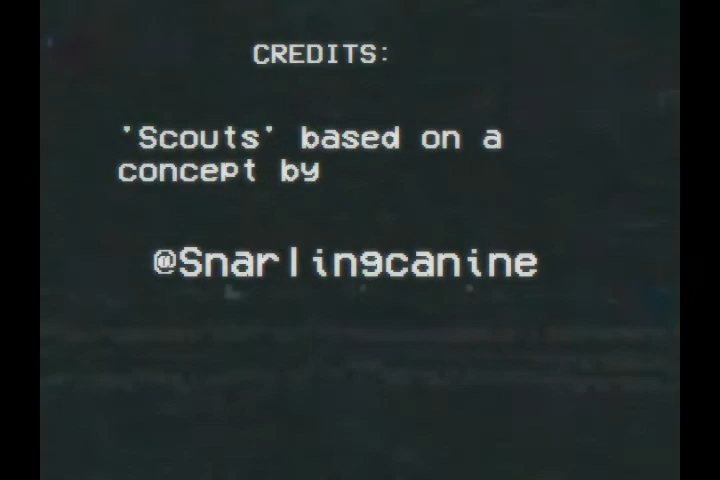 CREDITS:
'Scouts' based on a
concept by
@Snarlingcanine